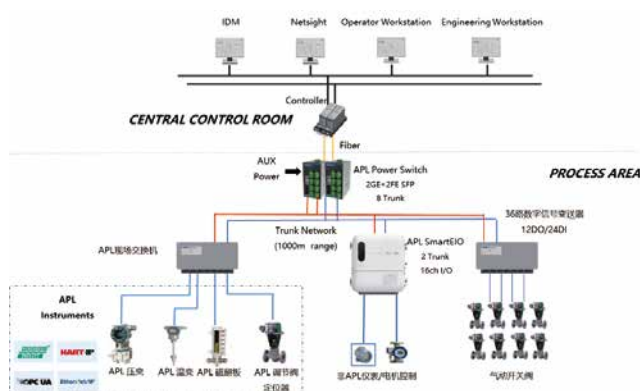 IDM
Netsight
Operator Workstation
Engineering Workstation
Controller
CENTRAL CONTROL ROOM
Fiber
AUX
Power
APL Power Switch
2GE+2FE SFP
8 Trunk
PROCESS AREA
36路数字信号变送器
12DO/24DI
Trunk Network
(1000m range)
APL现场交换机
APL SmartEIO
2 Trunk
16ch I/O
APL
Instruments
HART-IP
OPC UA
APL 压变
APL 温变
APL 磁翻板
APL 调节阀
定位器
非APL仪表/电机控制
气动开关阀